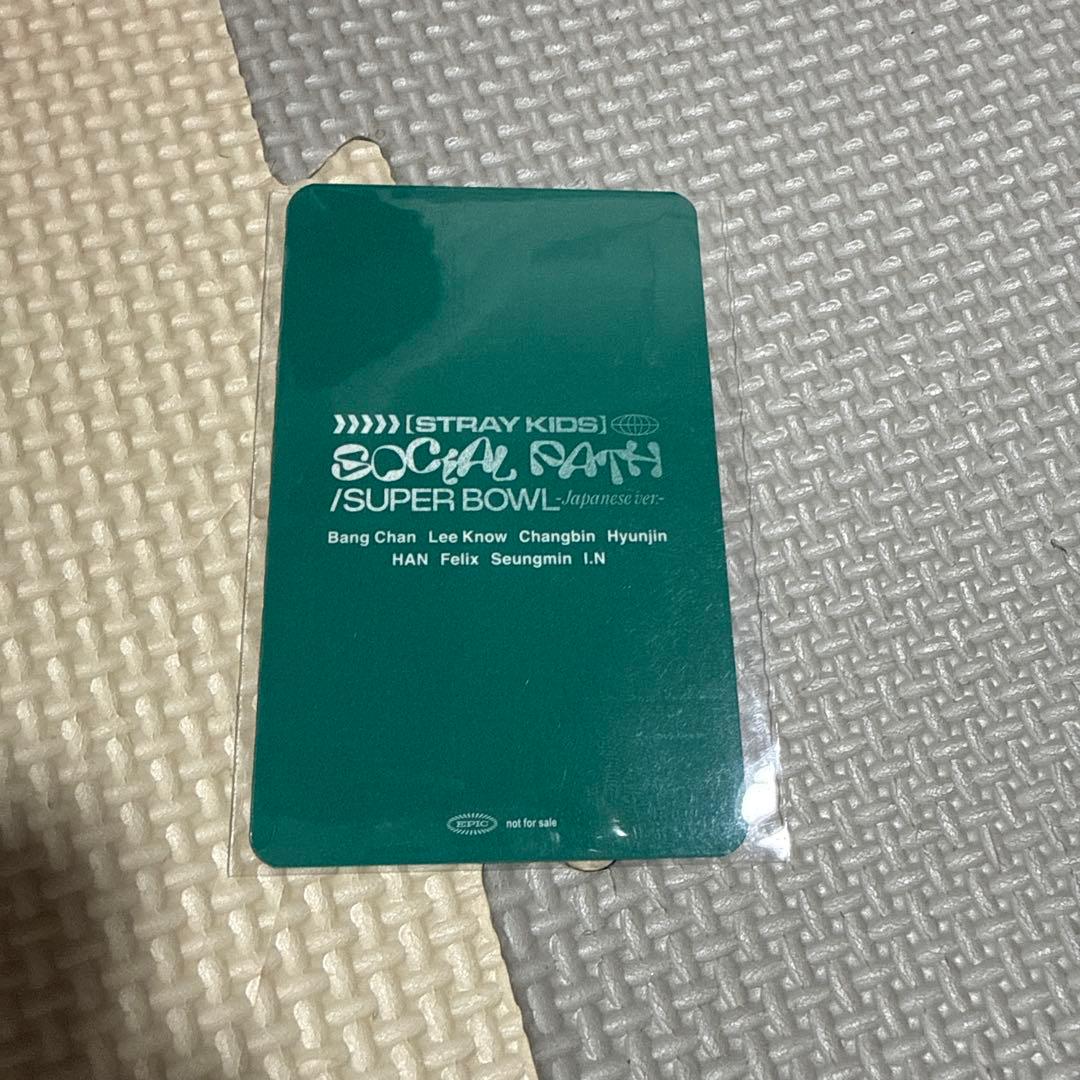 [STRAY KIDS]
SOCIAL PATH
/SUPER BOWL-Japanese ver.-
Bang Chan Lee Know Changbin Hyunjin
HAN Felix Seungmin I.N
EPIC not for sale